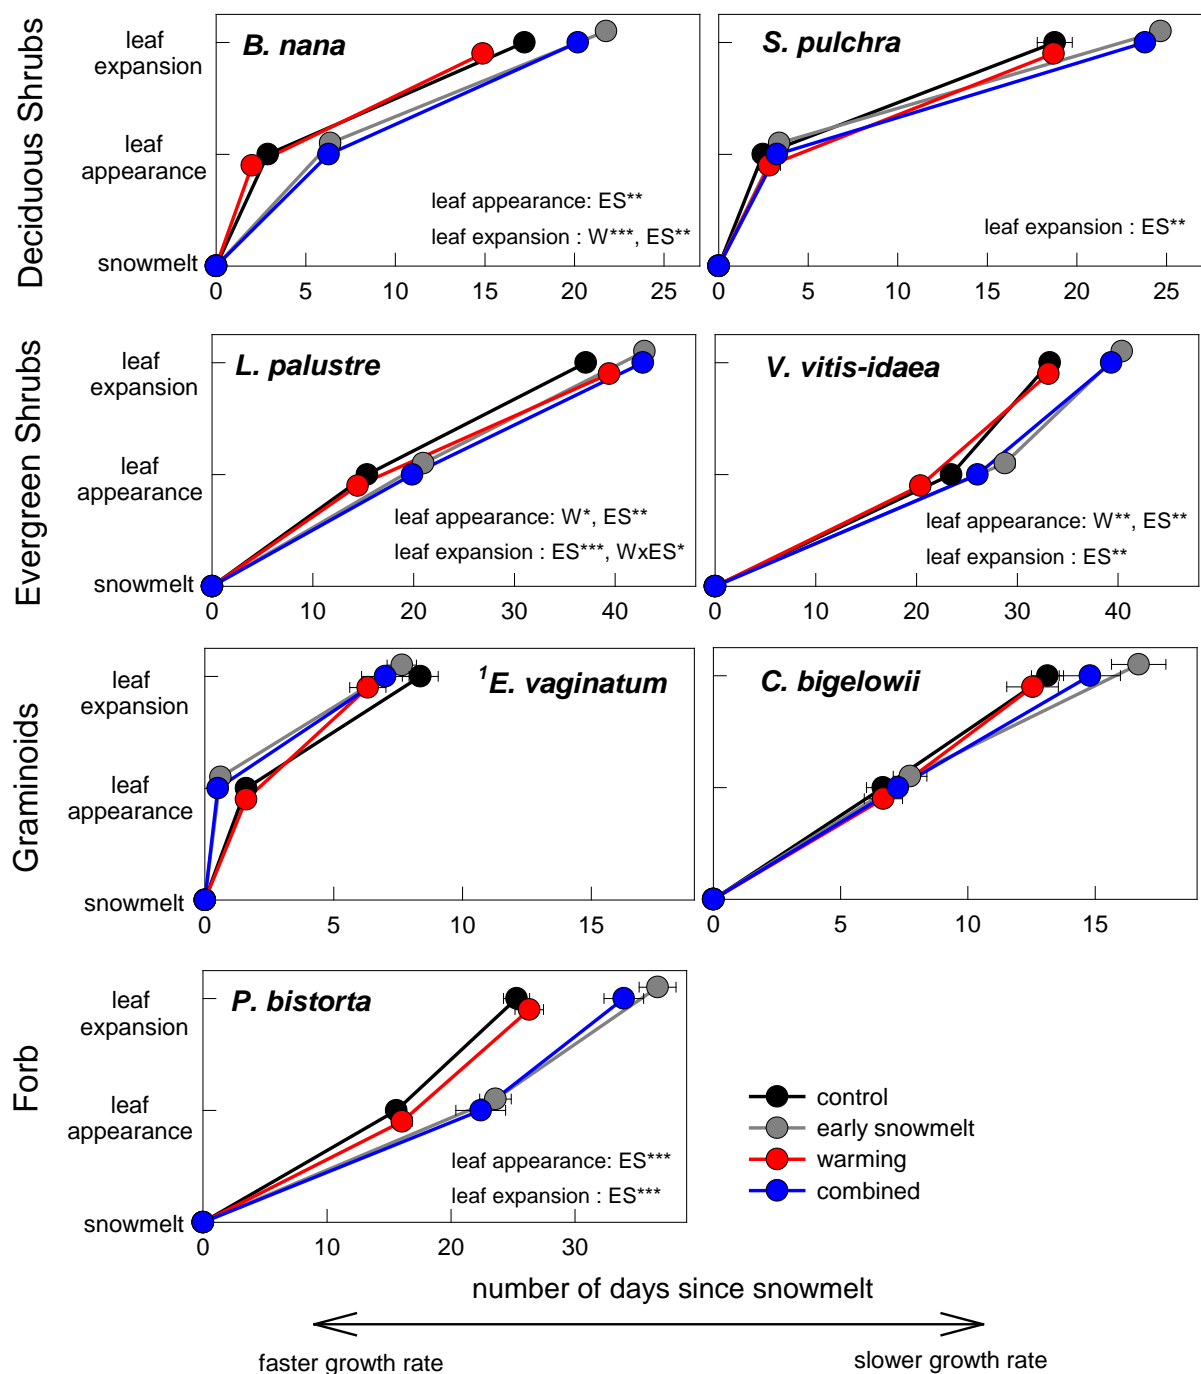 Deciduous Shrubs
leaf
expansion
leaf
appearance
snowmelt
B. nana
leaf appearance: ES**
leaf expansion : W***, ES**
0 5 10 15 20 25
S. pulchra
leaf expansion : ES**
0 5 10 15 20 25
Evergreen Shrubs
leaf
expansion
leaf
appearance
snowmelt
L. palustre
leaf appearance: W*, ES**
leaf expansion : ES***, WxES*
0 10 20 30 40
V. vitis-idaea
leaf appearance: W**, ES**
leaf expansion : ES**
0 10 20 30 40
Graminoids
leaf
expansion
leaf
appearance
snowmelt
¹E. vaginatum
0 5 10 15
C. bigelowii
0 5 10 15
Forb
leaf
expansion
leaf
appearance
snowmelt
P. bistorta
leaf appearance: ES***
leaf expansion : ES***
0 10 20 30
control
early snowmelt
warming
combined
number of days since snowmelt
faster growth rate
slower growth rate